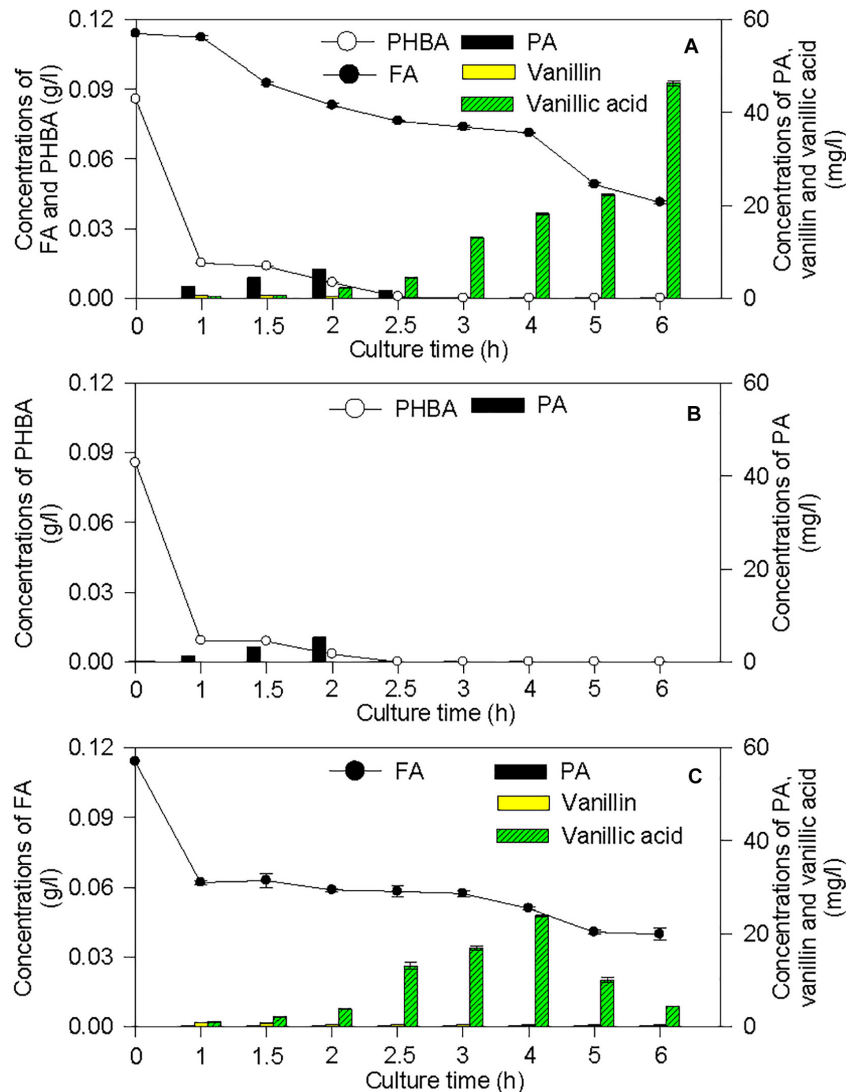 0.12
0.09
0.06
0.03
0.00
Concentrations of
FA and PHBA (g/l)
PHBA
FA
PA
Vanillin
Vanillic acid
A
60
40
20
0
Concentrations of PA,
vanillin and vanillic acid
(mg/l)
0 1 1.5 2 2.5 3 4 5 6
Culture time (h)
0.12
0.09
0.06
0.03
0.00
Concentrations of PHBA
(g/l)
PHBA
PA
B
60
40
20
0
Concentrations of PA
(mg/l)
0 1 1.5 2 2.5 3 4 5 6
Culture time (h)
0.12
0.09
0.06
0.03
0.00
Concentrations of FA
(g/l)
FA
PA
Vanillin
Vanillic acid
C
60
40
20
0
Concentrations of PA,
vanillin and vanillic acid
(mg/l)
0 1 1.5 2 2.5 3 4 5 6
Culture time (h)